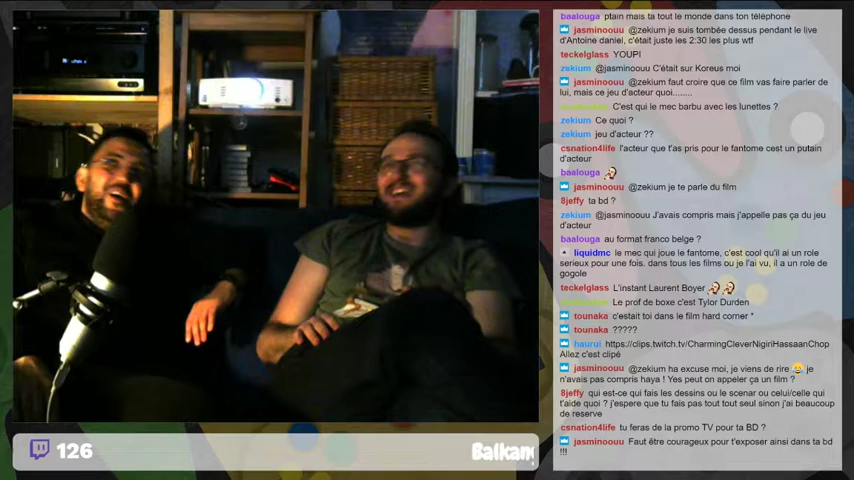 baalouga ptain mais ta tout le monde dans ton téléphone
jasminoouu @zekium je suis tombée dessus pendant le live
d'Antoine daniel, c'était juste les 2:30 les plus wtf
teckelglass YOUPI
zekium @jasminoouu C'était sur Koreus moi
jasminoouu @zekium faut croire que ce film vas faire parler de
lui, mais ce jeu d'acteur quoi........
C'est qui le mec barbu avec les lunettes ?
zekium Ce quoi ?
zekium jeu d'acteur ??
csnation4life l'acteur que t'as pris pour le fantome cest un putain
d'acteur
baalouga
jasminoouu @zekium je te parle du film
8jeffy ta bd ?
zekium @jasminoouu J'avais compris mais j'appelle pas ça du jeu
d'acteur
baalouga au format franco belge ?
liquidmc le mec qui joue le fantome, c'est cool qu'il ai un role
serieux pour une fois. dans tous les films ou je l'ai vu, il a un role de
gogole
teckelglass L'instant Laurent Boyer
Le prof de boxe c'est Tylor Durden
tounaka c'estait toi dans le film hard corner *
tounaka ?????
haurui https://clips.twitch.tv/CharmingCleverNigiriHassaanChop
Allez c'est clipé
jasminoouu @zekium ha excuse moi, je viens de rire 😂 je
n'avais pas compris haya ! Yes peut on appeler ça un film ?
8jeffy qui est-ce qui fais les dessins ou le scenar ou celui/celle qui
t'aide quoi ? j'espere que tu fais pas tout tout seul sinon j'ai beaucoup
de reserve
csnation4life tu feras de la promo TV pour ta BD ?
jasminoouu Faut être courageux pour t'exposer ainsi dans ta bd
!!!
126
Balkan